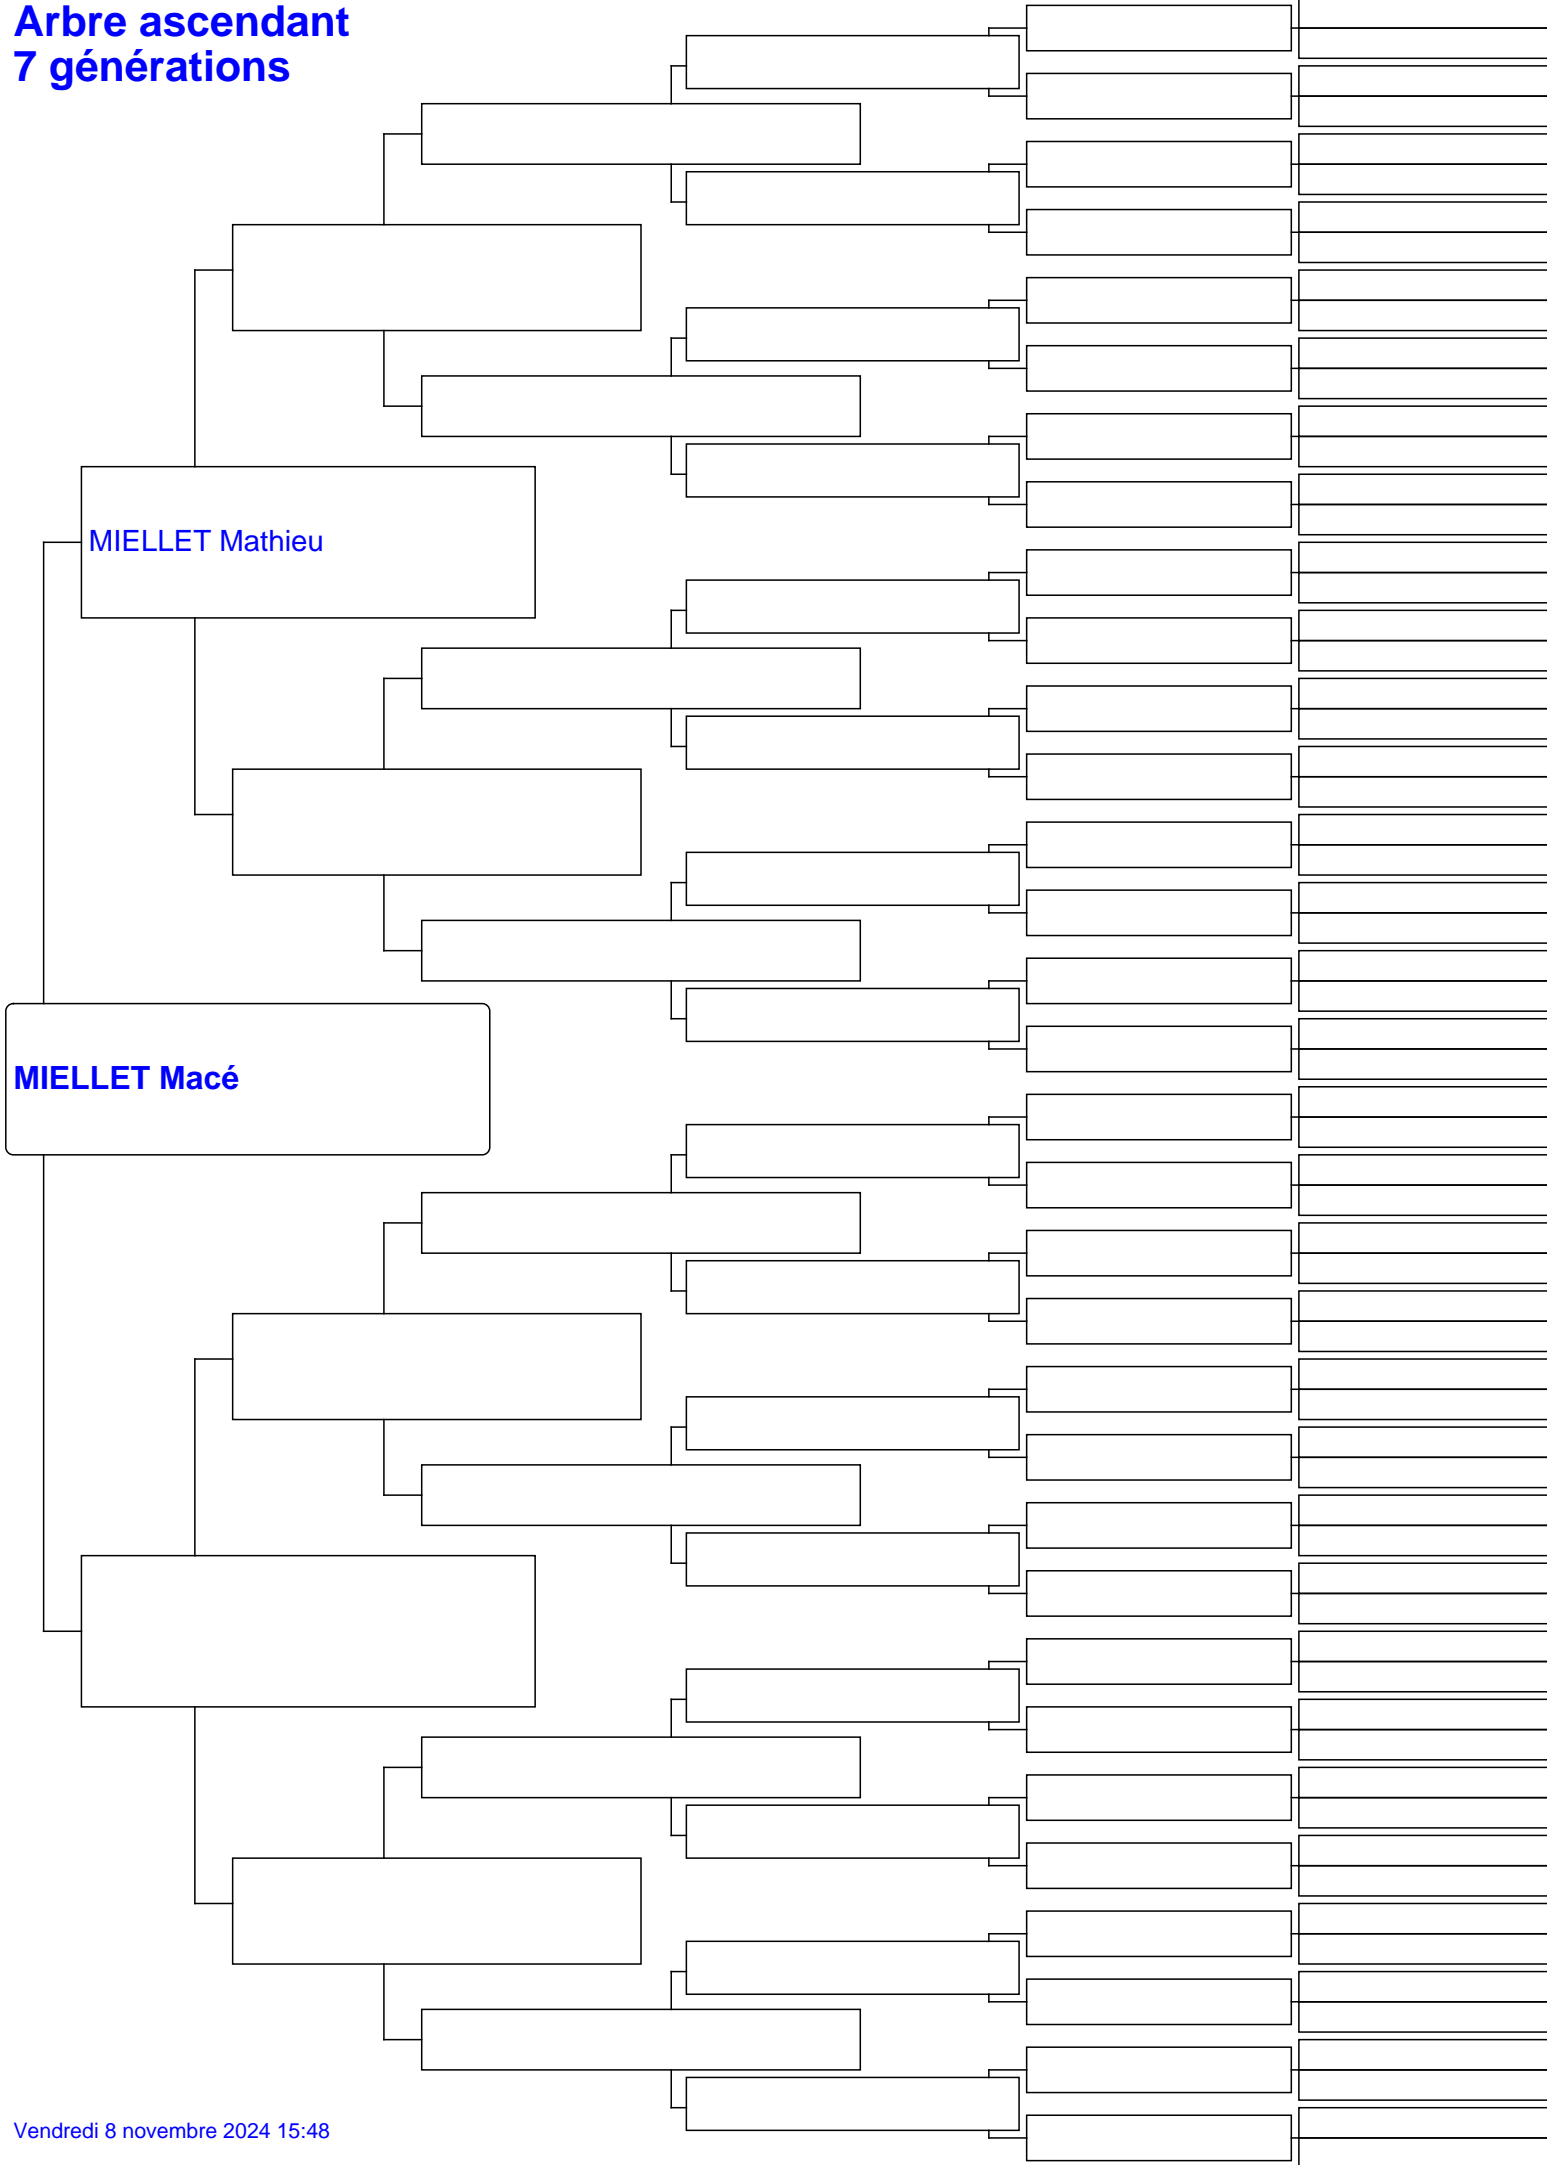 Arbre ascendant
7 générations
MIELLET Mathieu
MIELLET Macé
Vendredi 8 novembre 2024 15:48